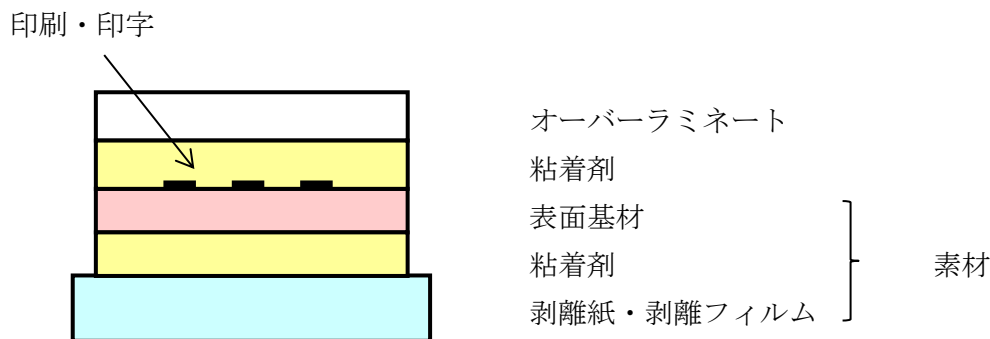 印刷・印字
オーバーラミネート
粘着剤
表面基材
粘着剤
素材
剥離紙・剥離フィルム